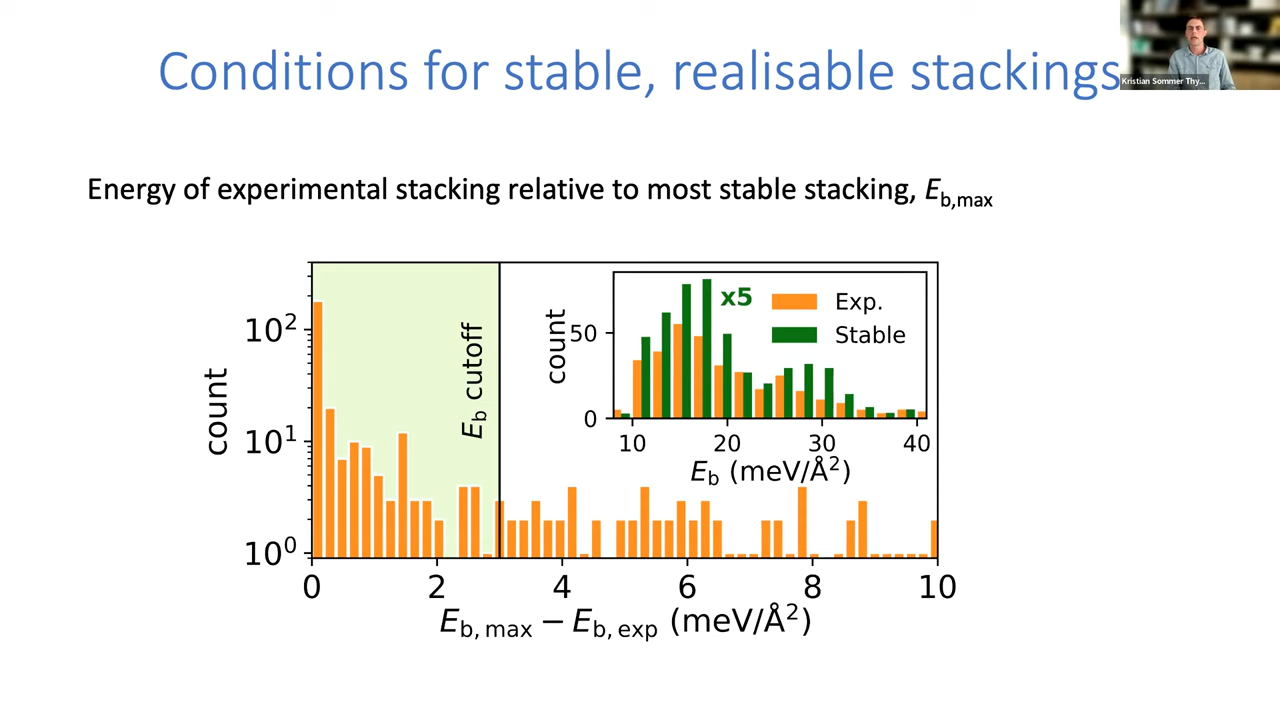 Conditions for stable, realisable stackings
Kristian Sommer Thy...
Energy of experimental stacking relative to most stable stacking, Eb,max
count
10²
10¹
10⁰
Eb cutoff
0 2 4 6 8 10
Eb, max − Eb, exp (meV/Å²)
count
50
0
x5
Exp.
Stable
10 20 30 40
Eb (meV/Å²)